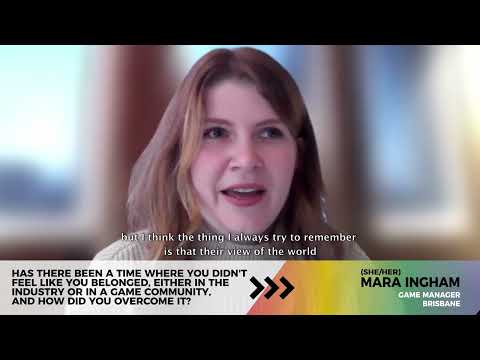 but I think the thing I always try to remember
is that their view of the world
HAS THERE BEEN A TIME WHERE YOU DIDN'T
FEEL LIKE YOU BELONGED, EITHER IN THE
INDUSTRY OR IN A GAME COMMUNITY.
AND HOW DID YOU OVERCOME IT?
(SHE/HER)
MARA INGHAM
GAME MANAGER
BRISBANE